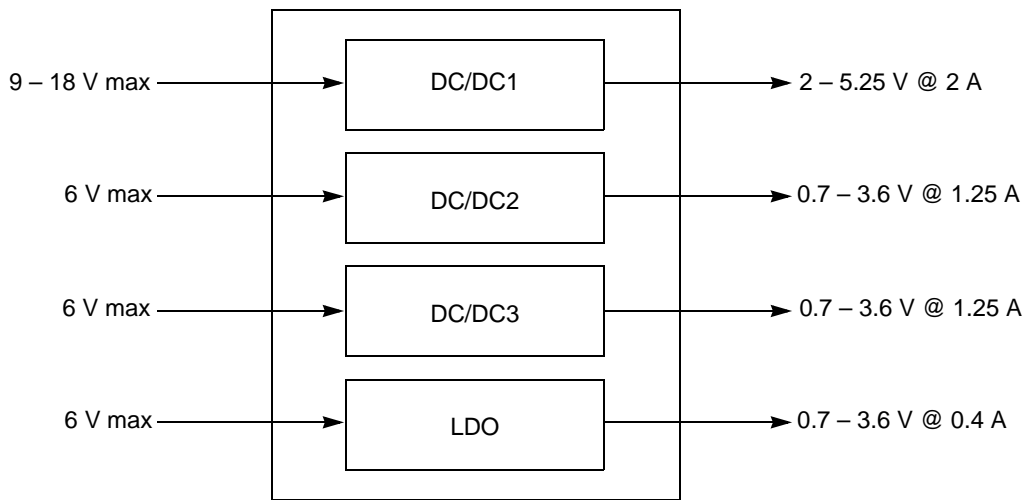 9 – 18 V max
DC/DC1
2 – 5.25 V @ 2 A
6 V max
DC/DC2
0.7 – 3.6 V @ 1.25 A
6 V max
DC/DC3
0.7 – 3.6 V @ 1.25 A
6 V max
LDO
0.7 – 3.6 V @ 0.4 A